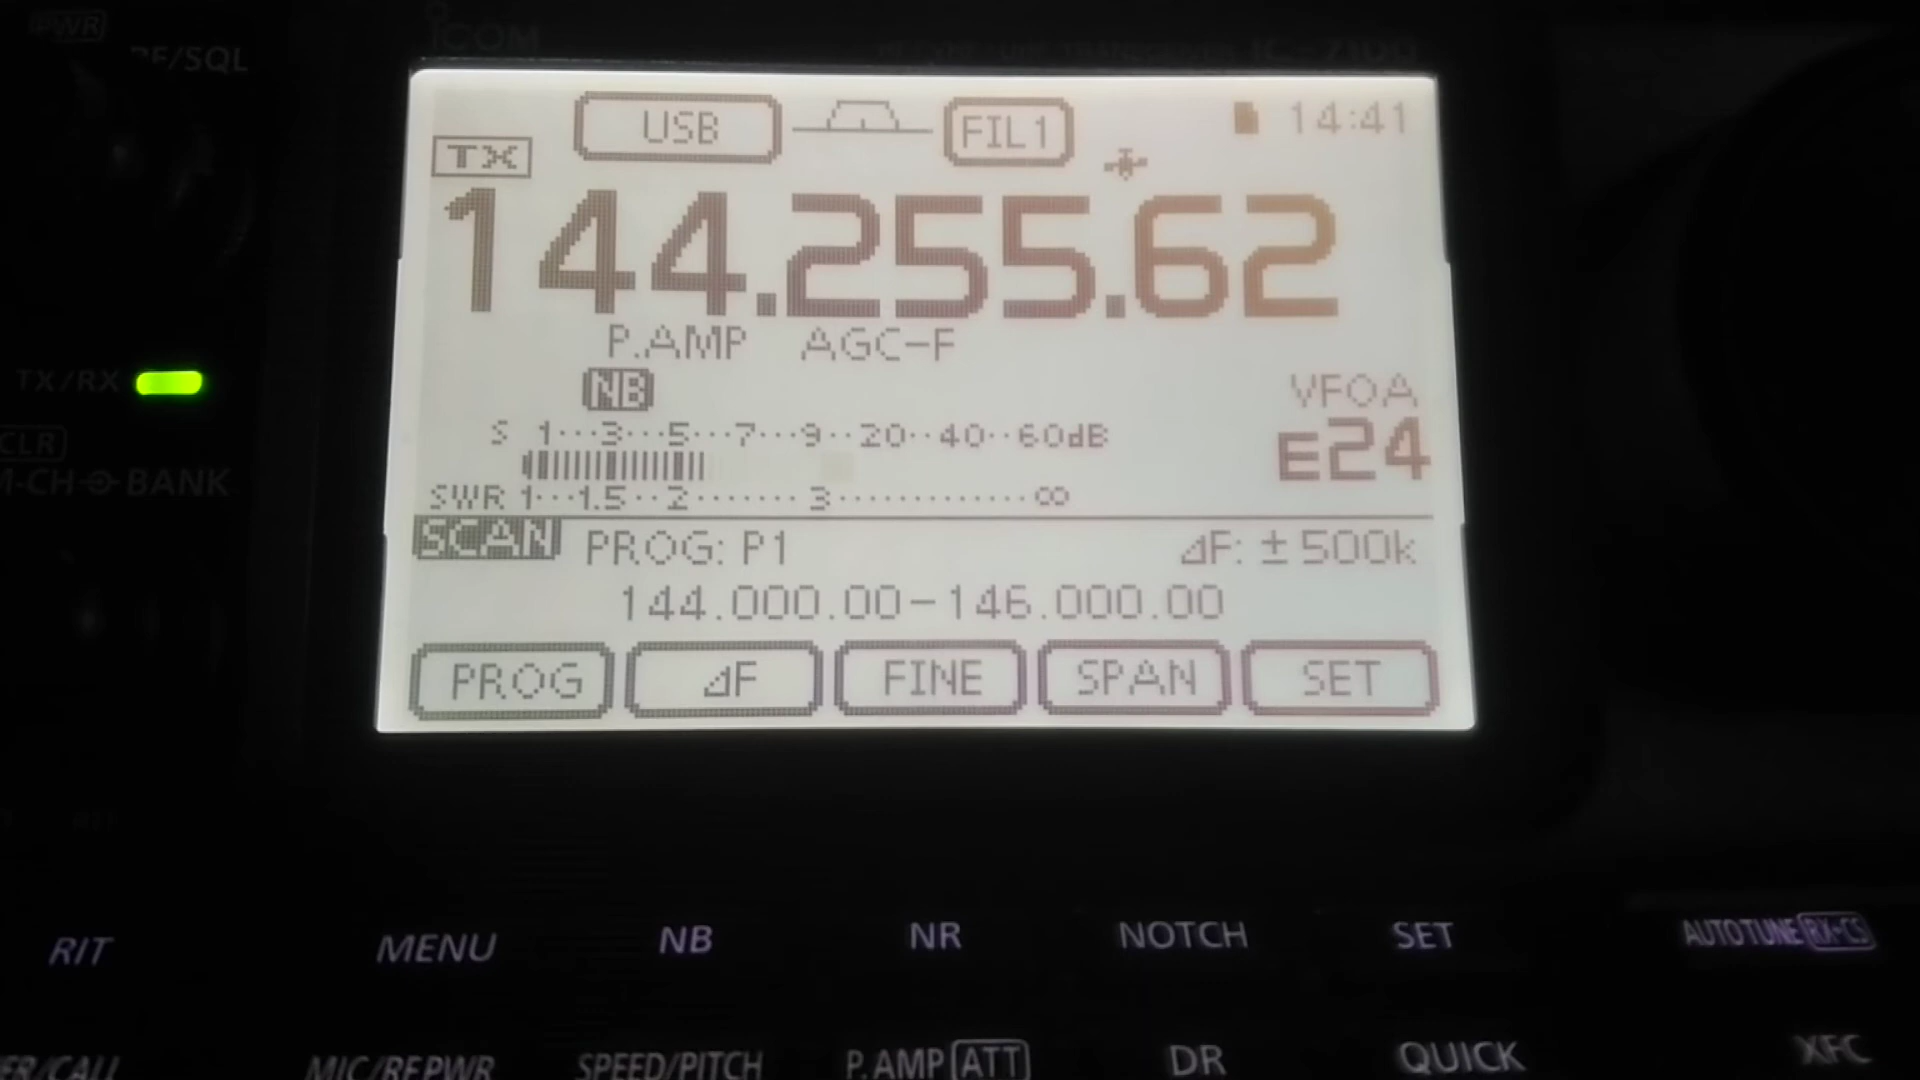 ICOM
RF/SQL
USB
FIL1
14:41
TX
144.255.62
P.AMP AGC-F
NB
VFOA
E24
TX/RX
S 1···3···5···7···9··20··40··60dB
SWR 1···1.5··2·······3·············∞
CLR
M-CH BANK
SCAN PROG: P1 ⊿F: ±500k
144.000.00-146.000.00
PROG ⊿F FINE SPAN SET
RIT MENU NB NR NOTCH SET AUTOTUNE RX→CS
MIC/RF PWR SPEED/PITCH P.AMP ATT DR QUICK XFC